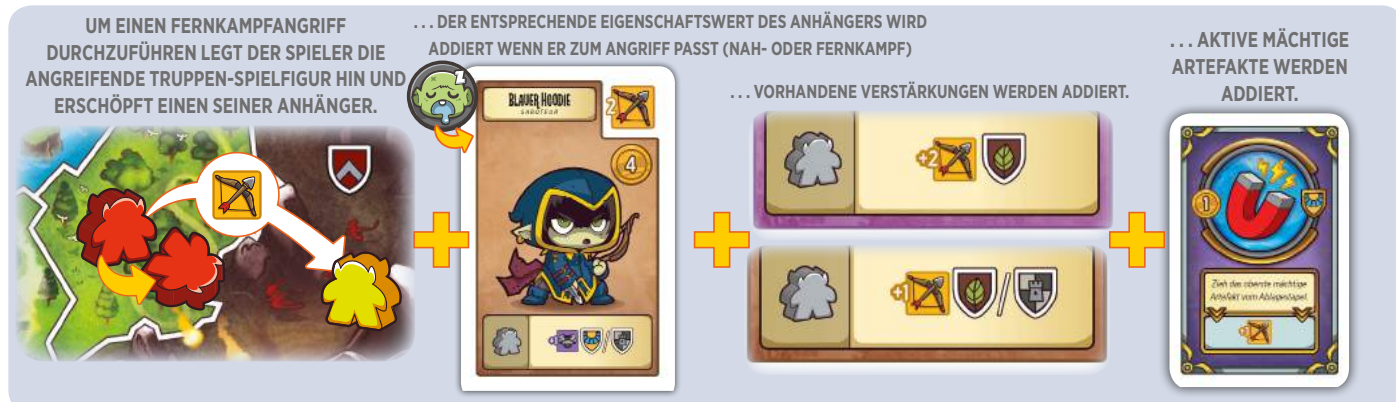 UM EINEN FERNKAMPFANGRIFF
DURCHZUFÜHREN LEGT DER SPIELER DIE
ANGREIFENDE TRUPPEN-SPIELFIGUR HIN UND
ERSCHÖPFT EINEN SEINER ANHÄNGER.
. . . DER ENTSPRECHENDE EIGENSCHAFTSWERT DES ANHÄNGERS WIRD
ADDIERT WENN ER ZUM ANGRIFF PASST (NAH- ODER FERNKAMPF)
Z
BLAUER HOODIE
SABOTEUR
2
4
. . . VORHANDENE VERSTÄRKUNGEN WERDEN ADDIERT.
+2
+1
/
. . . AKTIVE MÄCHTIGE
ARTEFAKTE WERDEN
ADDIERT.
1
Zieh das oberste mächtige
Artefakt vom Ablagestapel.